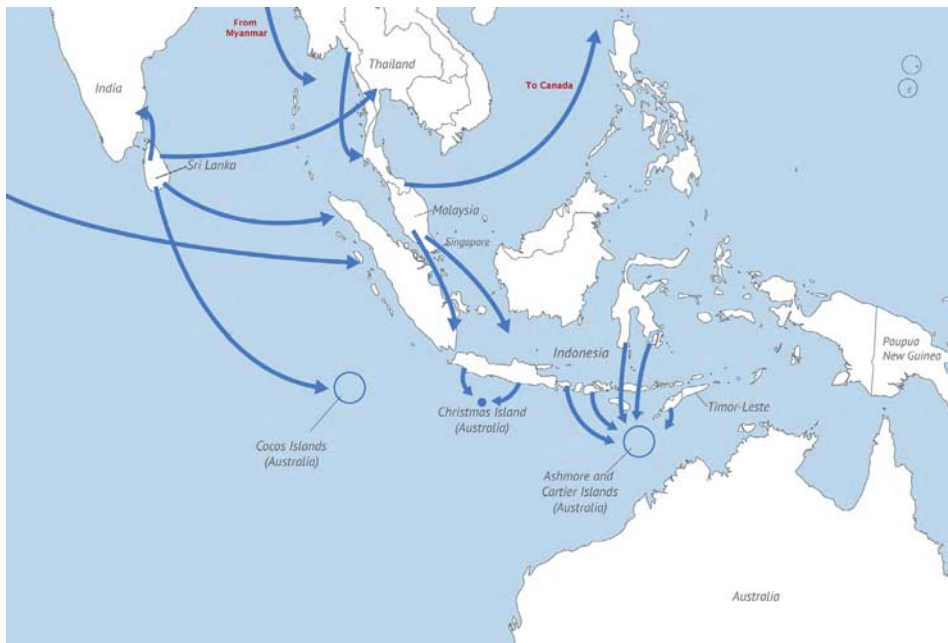 From
Myanmar
Thailand
India
To Canada
Sri Lanka
Malaysia
Singapore
Indonesia
Paupua
New Guinea
Timor-Leste
Christmas Island
(Australia)
Cocos Islands
(Australia)
Ashmore and
Cartier Islands
(Australia)
Australia